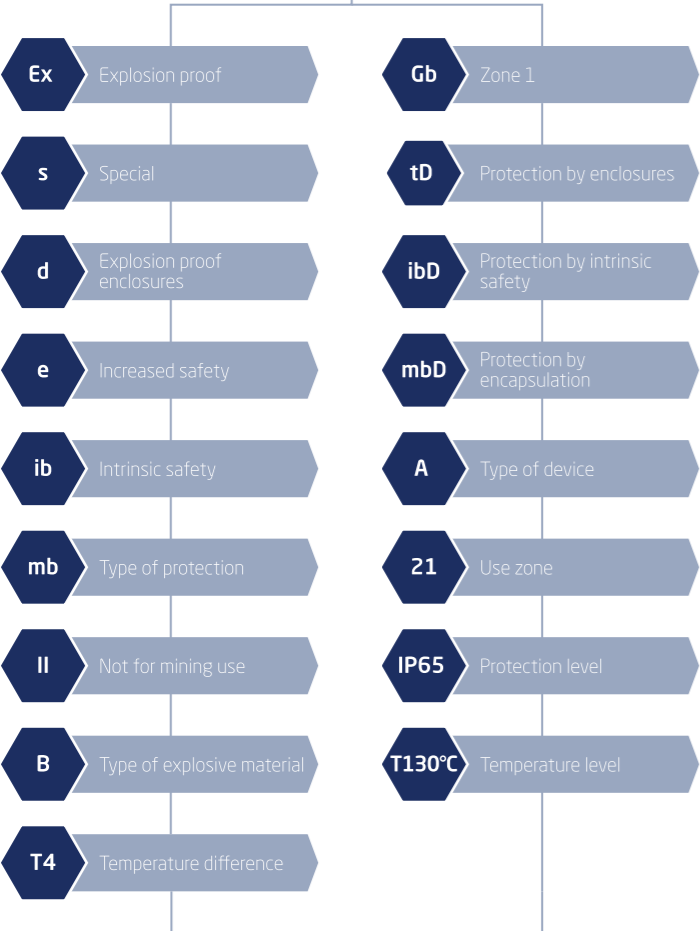 Ex
Explosion proof
s
Special
d
Explosion proof
enclosures
e
Increased safety
ib
Intrinsic safety
mb
Type of protection
II
Not for mining use
B
Type of explosive material
T4
Temperature difference
Gb
Zone 1
tD
Protection by enclosures
ibD
Protection by intrinsic
safety
mbD
Protection by
encapsulation
A
Type of device
21
Use zone
IP65
Protection level
T130℃
Temperature level